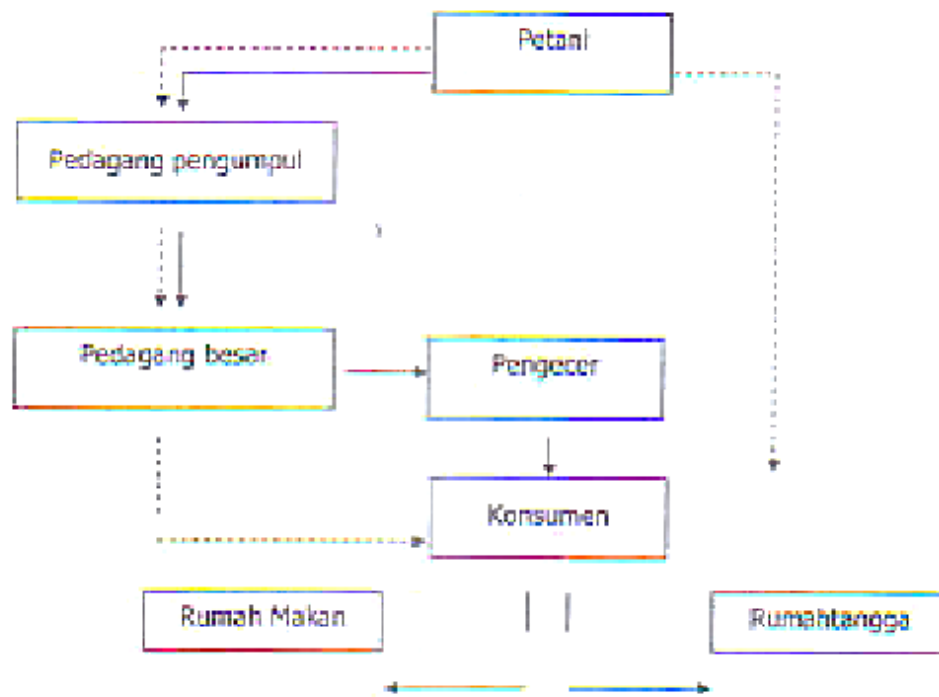 Petani
Pedagang pengumpul
Pedagang besar
Pengecer
Konsumen
Rumah Makan
Rumahtangga